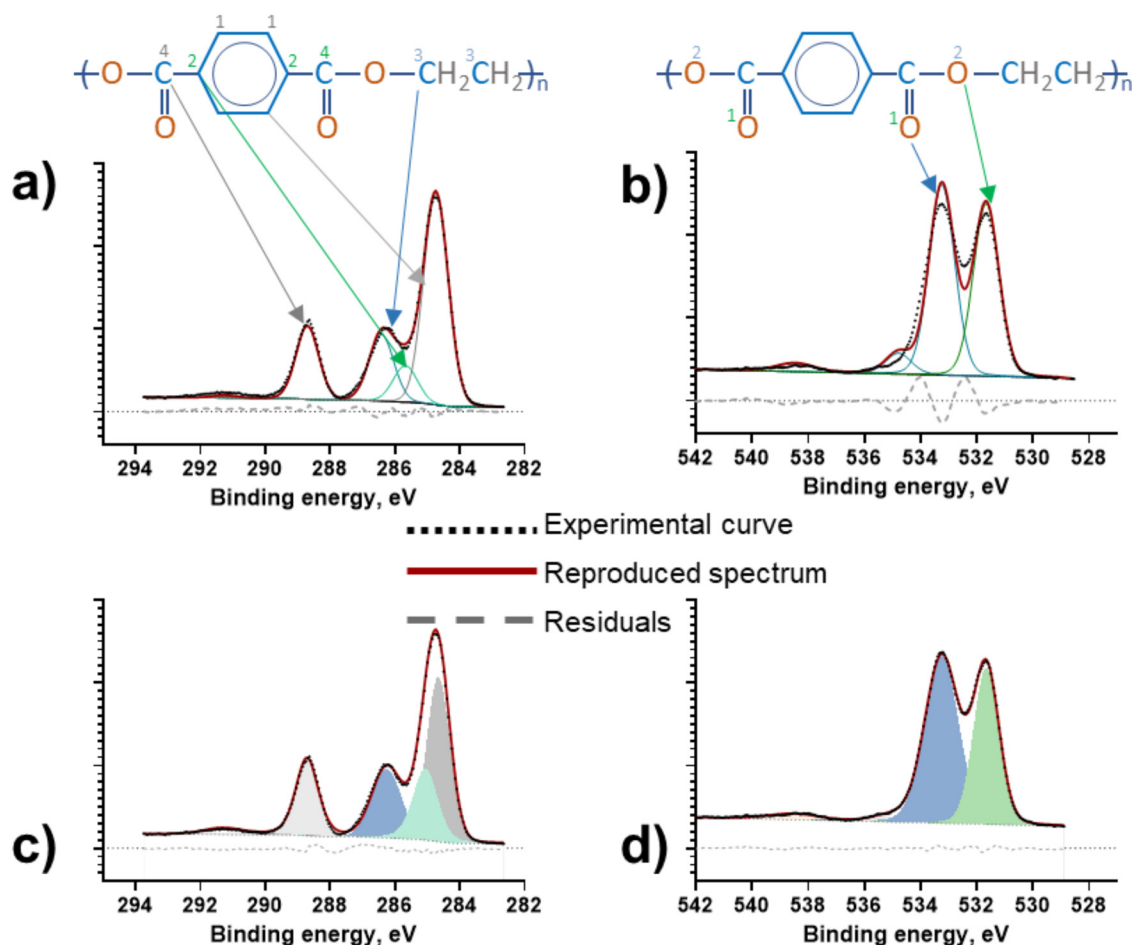 1 1
4 2 2 4 3 3
( O C C O CH₂CH₂ )n
O O
2 2
( O C C O CH₂CH₂ )n
1 O 1 O
a)
b)
294 292 290 288 286 284 282
Binding energy, eV
542 540 538 536 534 532 530 528
Binding energy, eV
Experimental curve
Reproduced spectrum
Residuals
c)
d)
294 292 290 288 286 284 282
Binding energy, eV
542 540 538 536 534 532 530 528
Binding energy, eV